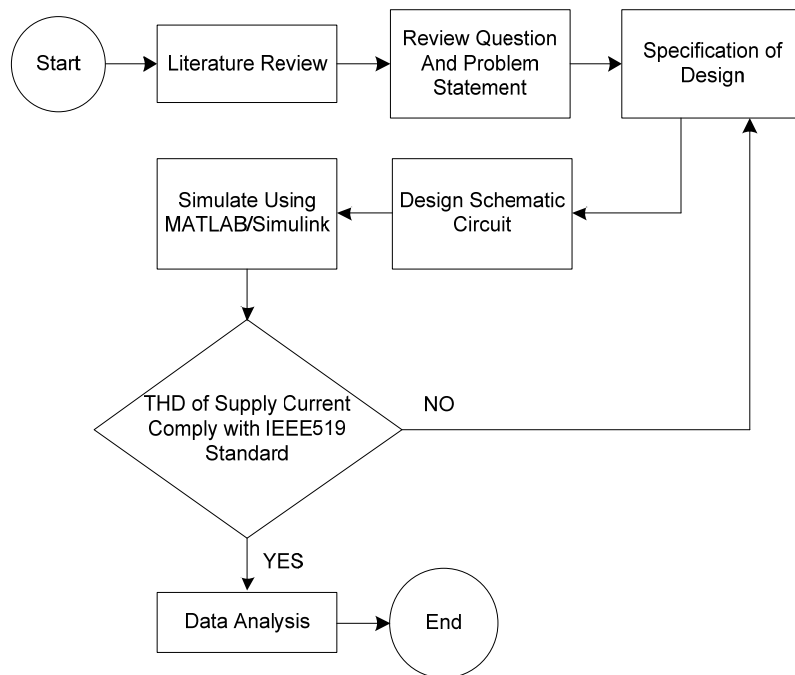 Start
Literature Review
Review Question
And Problem
Statement
Specification of
Design
Simulate Using
MATLAB/Simulink
Design Schematic
Circuit
THD of Supply Current
Comply with IEEE519
Standard
NO
YES
Data Analysis
End